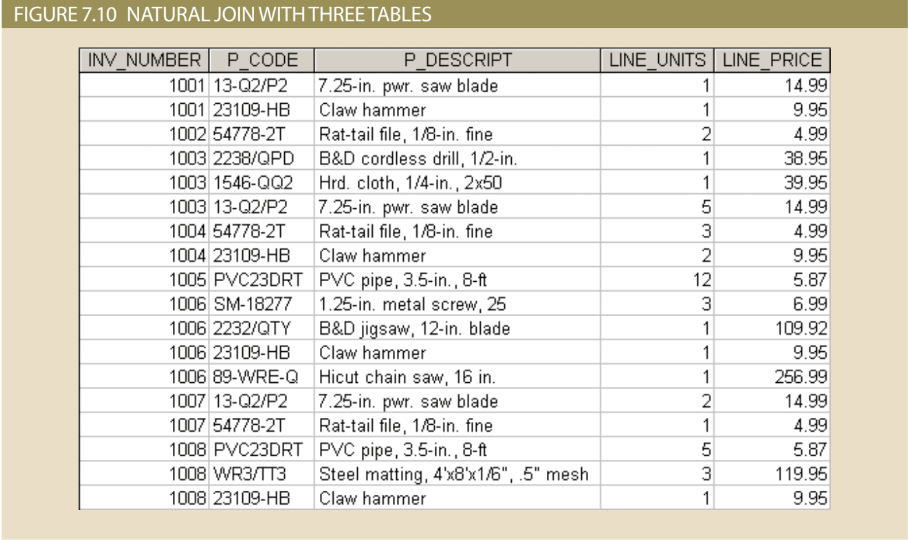 FIGURE 7.10 NATURAL JOIN WITH THREE TABLES
INV_NUMBER P_CODE P_DESCRIPT LINE_UNITS LINE_PRICE
1001 13-Q2/P2 7.25-in. pwr. saw blade 1 14.99
1001 23109-HB Claw hammer 1 9.95
1002 54778-2T Rat-tail file, 1/8-in. fine 2 4.99
1003 2238/QPD B&D cordless drill, 1/2-in. 1 38.95
1003 1546-QQ2 Hrd. cloth, 1/4-in., 2x50 1 39.95
1003 13-Q2/P2 7.25-in. pwr. saw blade 5 14.99
1004 54778-2T Rat-tail file, 1/8-in. fine 3 4.99
1004 23109-HB Claw hammer 2 9.95
1005 PVC23DRT PVC pipe, 3.5-in., 8-ft 12 5.87
1006 SM-18277 1.25-in. metal screw, 25 3 6.99
1006 2232/QTY B&D jigsaw, 12-in. blade 1 109.92
1006 23109-HB Claw hammer 1 9.95
1006 89-WRE-Q Hicut chain saw, 16 in. 1 256.99
1007 13-Q2/P2 7.25-in. pwr. saw blade 2 14.99
1007 54778-2T Rat-tail file, 1/8-in. fine 1 4.99
1008 PVC23DRT PVC pipe, 3.5-in., 8-ft 5 5.87
1008 WR3/TT3 Steel matting, 4'x8'x1/6", .5" mesh 3 119.95
1008 23109-HB Claw hammer 1 9.95